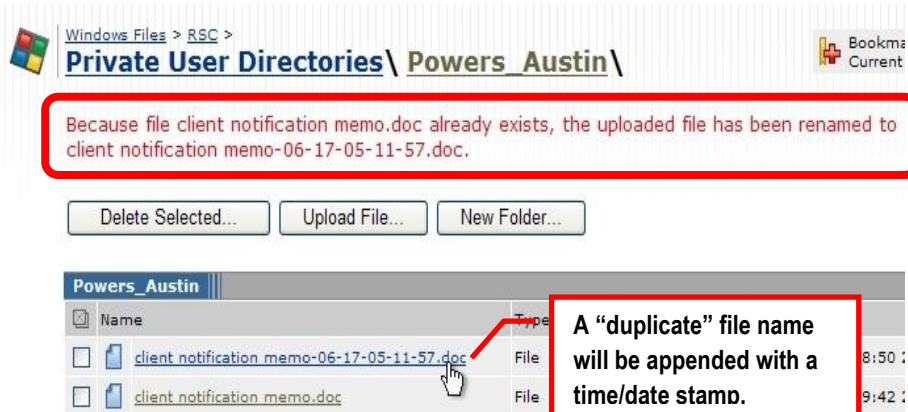 Windows Files > RSC >
Private User Directories\ Powers_Austin\
Bookma
Current
Because file client notification memo.doc already exists, the uploaded file has been renamed to
client notification memo-06-17-05-11-57.doc.
Delete Selected... Upload File... New Folder...
Powers_Austin
Name Type
client notification memo-06-17-05-11-57.doc File 8:50 2
client notification memo.doc File 9:42 2
A “duplicate” file name
will be appended with a
time/date stamp.